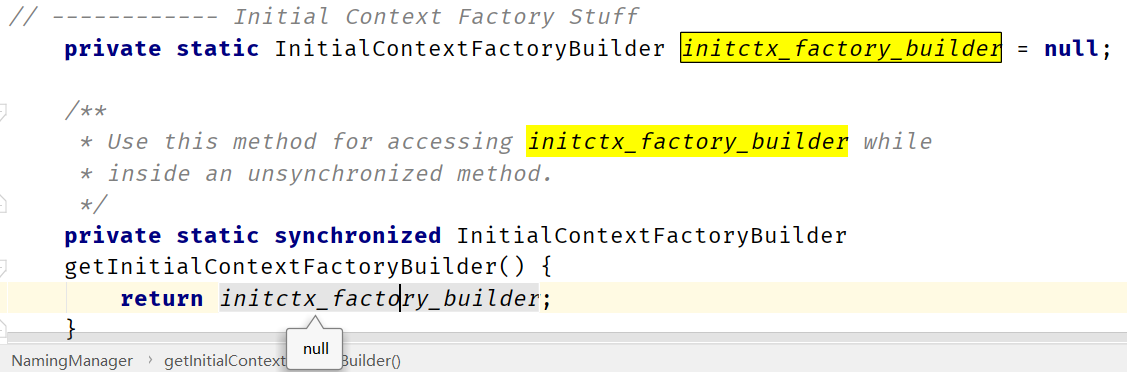 // ------------ Initial Context Factory Stuff
private static InitialContextFactoryBuilder initctx_factory_builder = null;
/**
* Use this method for accessing initctx_factory_builder while
* inside an unsynchronized method.
*/
private static synchronized InitialContextFactoryBuilder
getInitialContextFactoryBuilder() {
return initctx_factory_builder;
}
null
NamingManager › getInitialContext Builder()